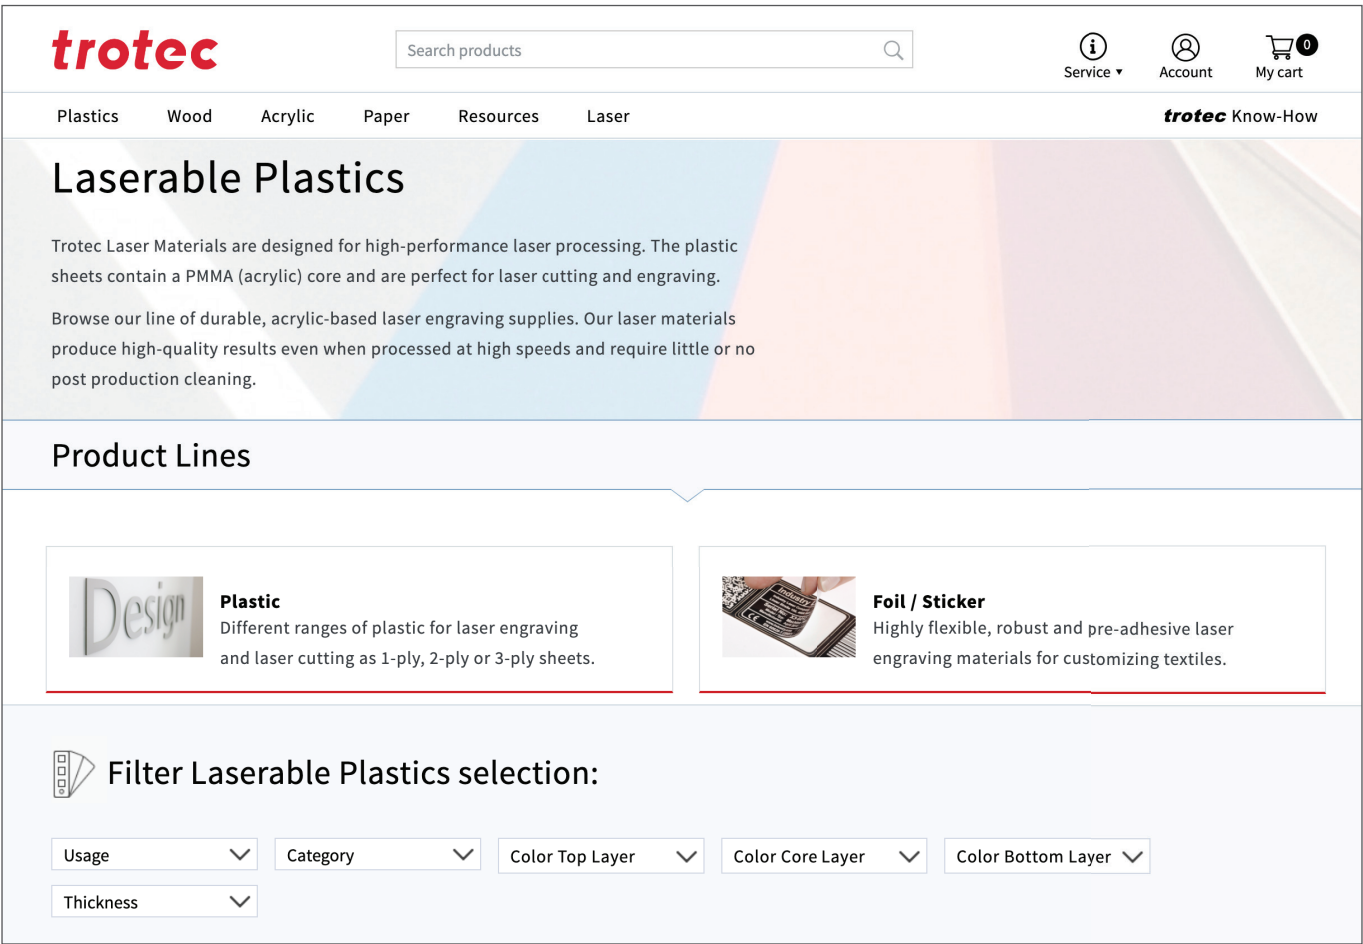 trotec
Search products
Service ▾
Account
0
My cart
Plastics Wood Acrylic Paper Resources Laser
trotec Know-How
Laserable Plastics
Trotec Laser Materials are designed for high-performance laser processing. The plastic
sheets contain a PMMA (acrylic) core and are perfect for laser cutting and engraving.
Browse our line of durable, acrylic-based laser engraving supplies. Our laser materials
produce high-quality results even when processed at high speeds and require little or no
post production cleaning.
Product Lines
Design
Plastic
Different ranges of plastic for laser engraving
and laser cutting as 1-ply, 2-ply or 3-ply sheets.
Industry
Foil / Sticker
Highly flexible, robust and pre-adhesive laser
engraving materials for customizing textiles.
Filter Laserable Plastics selection:
Usage
Category
Color Top Layer
Color Core Layer
Color Bottom Layer
Thickness